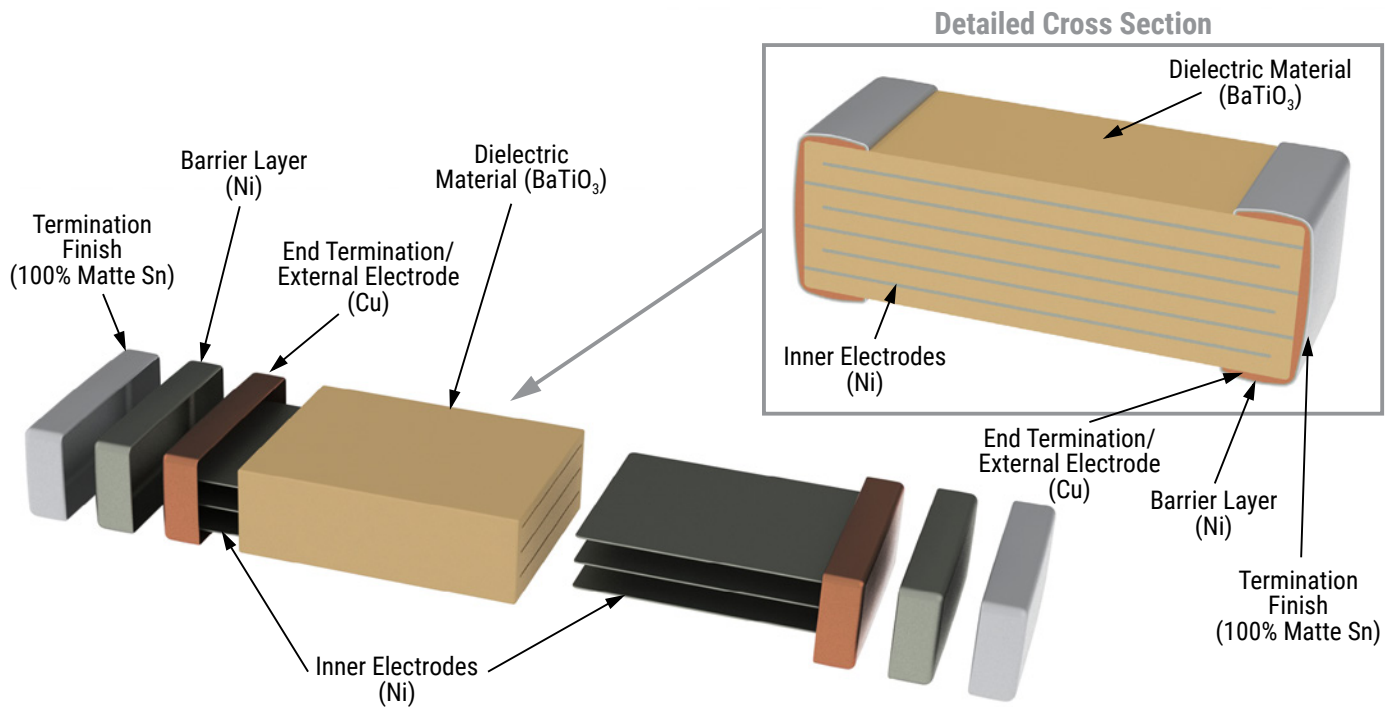 Detailed Cross Section
Dielectric Material
(BaTiO₃)
Inner Electrodes
(Ni)
End Termination/
External Electrode
(Cu)
Barrier Layer
(Ni)
Termination
Finish
(100% Matte Sn)
Termination
Finish
(100% Matte Sn)
Barrier Layer
(Ni)
End Termination/
External Electrode
(Cu)
Dielectric
Material (BaTiO₃)
Inner Electrodes
(Ni)